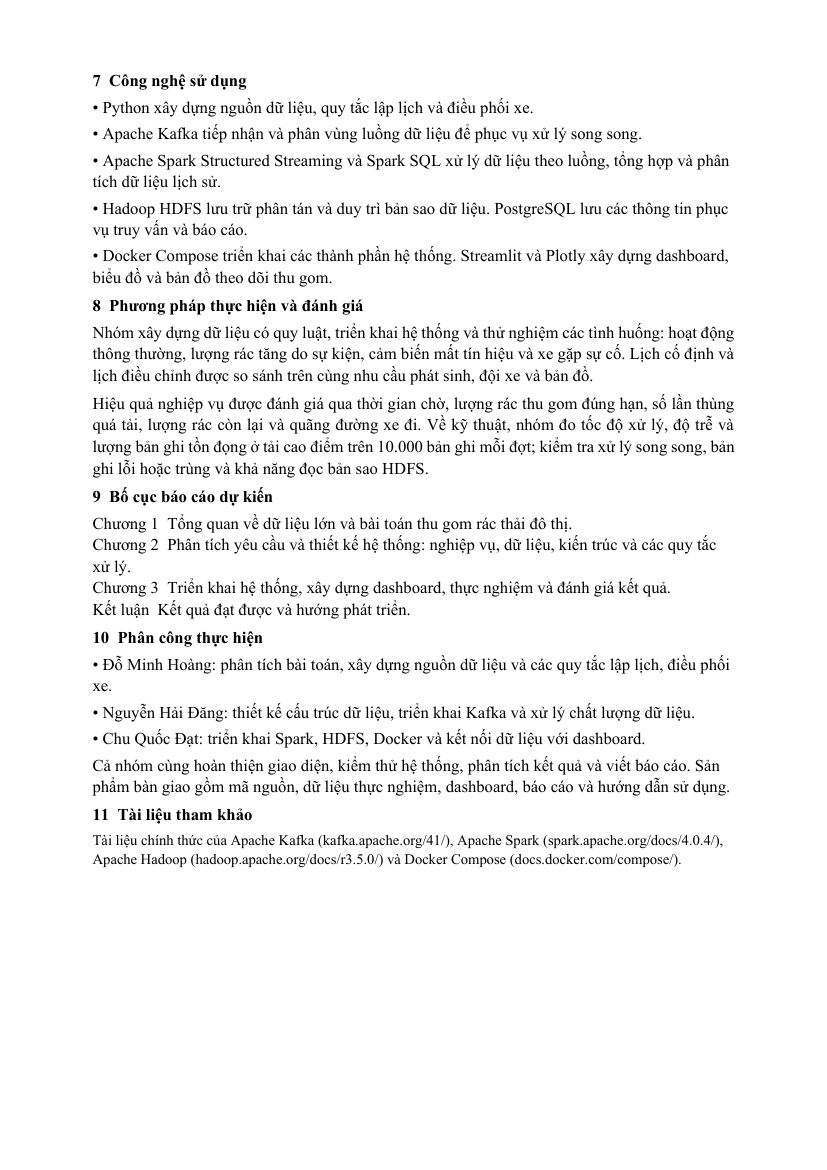 7 Công nghệ sử dụng
• Python xây dựng nguồn dữ liệu, quy tắc lập lịch và điều phối xe.
• Apache Kafka tiếp nhận và phân vùng luồng dữ liệu để phục vụ xử lý song song.
• Apache Spark Structured Streaming và Spark SQL xử lý dữ liệu theo luồng, tổng hợp và phân
tích dữ liệu lịch sử.
• Hadoop HDFS lưu trữ phân tán và duy trì bản sao dữ liệu. PostgreSQL lưu các thông tin phục
vụ truy vấn và báo cáo.
• Docker Compose triển khai các thành phần hệ thống. Streamlit và Plotly xây dựng dashboard,
biểu đồ và bản đồ theo dõi thu gom.
8 Phương pháp thực hiện và đánh giá
Nhóm xây dựng dữ liệu có quy luật, triển khai hệ thống và thử nghiệm các tình huống: hoạt động
thông thường, lượng rác tăng do sự kiện, cảm biến mất tín hiệu và xe gặp sự cố. Lịch cố định và
lịch điều chỉnh được so sánh trên cùng nhu cầu phát sinh, đội xe và bản đồ.
Hiệu quả nghiệp vụ được đánh giá qua thời gian chờ, lượng rác thu gom đúng hạn, số lần thùng
quá tải, lượng rác còn lại và quãng đường xe đi. Về kỹ thuật, nhóm đo tốc độ xử lý, độ trễ và
lượng bản ghi tồn đọng ở tải cao điểm trên 10.000 bản ghi mỗi đợt; kiểm tra xử lý song song, bản
ghi lỗi hoặc trùng và khả năng đọc bản sao HDFS.
9 Bố cục báo cáo dự kiến
Chương 1 Tổng quan về dữ liệu lớn và bài toán thu gom rác thải đô thị.
Chương 2 Phân tích yêu cầu và thiết kế hệ thống: nghiệp vụ, dữ liệu, kiến trúc và các quy tắc
xử lý.
Chương 3 Triển khai hệ thống, xây dựng dashboard, thực nghiệm và đánh giá kết quả.
Kết luận Kết quả đạt được và hướng phát triển.
10 Phân công thực hiện
• Đỗ Minh Hoàng: phân tích bài toán, xây dựng nguồn dữ liệu và các quy tắc lập lịch, điều phối
xe.
• Nguyễn Hải Đăng: thiết kế cấu trúc dữ liệu, triển khai Kafka và xử lý chất lượng dữ liệu.
• Chu Quốc Đạt: triển khai Spark, HDFS, Docker và kết nối dữ liệu với dashboard.
Cả nhóm cùng hoàn thiện giao diện, kiểm thử hệ thống, phân tích kết quả và viết báo cáo. Sản
phẩm bàn giao gồm mã nguồn, dữ liệu thực nghiệm, dashboard, báo cáo và hướng dẫn sử dụng.
11 Tài liệu tham khảo
Tài liệu chính thức của Apache Kafka (kafka.apache.org/41/), Apache Spark (spark.apache.org/docs/4.0.4/),
Apache Hadoop (hadoop.apache.org/docs/r3.5.0/) và Docker Compose (docs.docker.com/compose/).